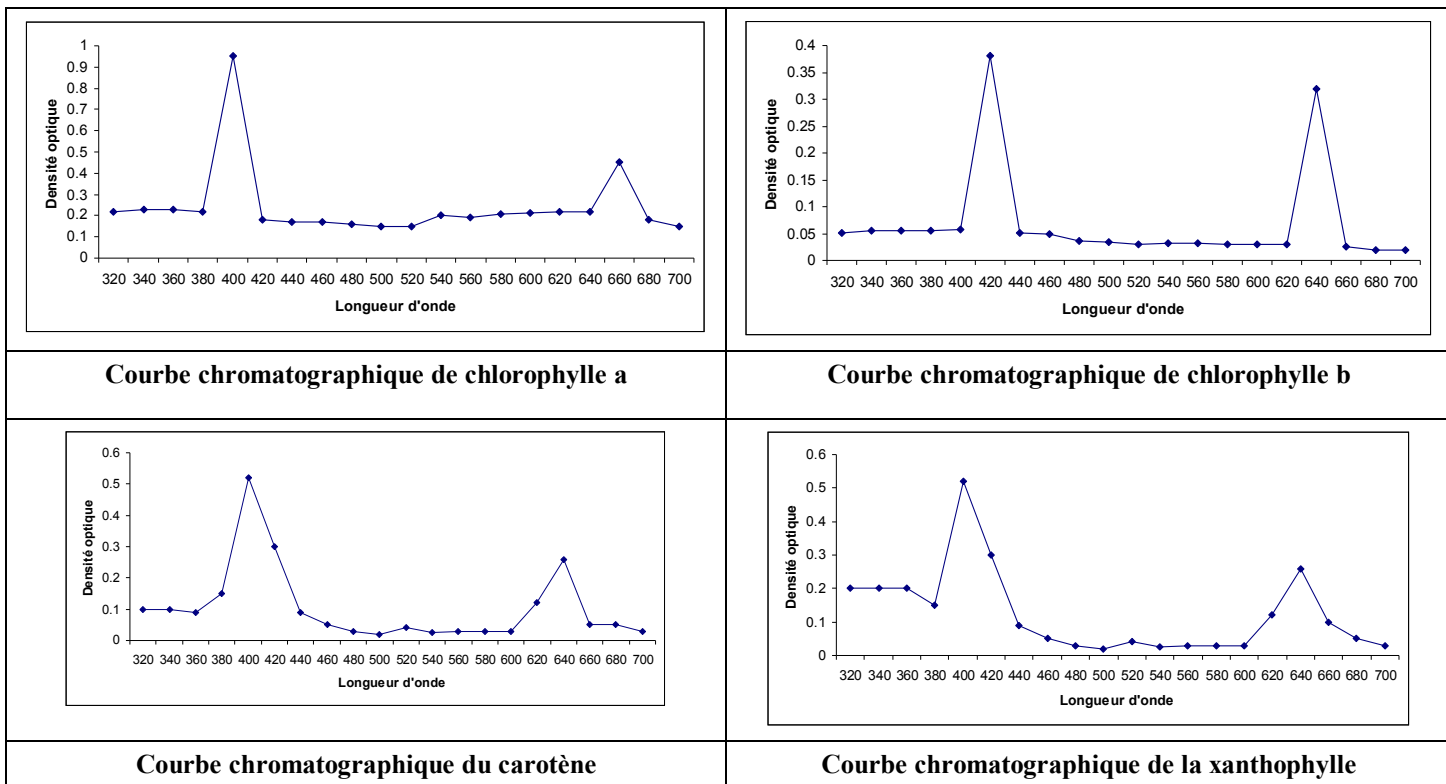 1
0.9
0.8
0.7
0.6
0.5
0.4
0.3
0.2
0.1
0
Densité optique
320 340 360 380 400 420 440 460 480 500 520 540 560 580 600 620 640 660 680 700
Longueur d'onde
0.4
0.35
0.3
0.25
0.2
0.15
0.1
0.05
0
Densité optique
320 340 360 380 400 420 440 460 480 500 520 540 560 580 600 620 640 660 680 700
Longueur d'onde
Courbe chromatographique de chlorophylle a
Courbe chromatographique de chlorophylle b
0.6
0.5
0.4
0.3
0.2
0.1
0
Densité optique
320 340 360 380 400 420 440 460 480 500 520 540 560 580 600 620 640 660 680 700
Longueur d'onde
0.6
0.5
0.4
0.3
0.2
0.1
0
Densité optique
320 340 360 380 400 420 440 460 480 500 520 540 560 580 600 620 640 660 680 700
Longueur d'onde
Courbe chromatographique du carotène
Courbe chromatographique de la xanthophylle